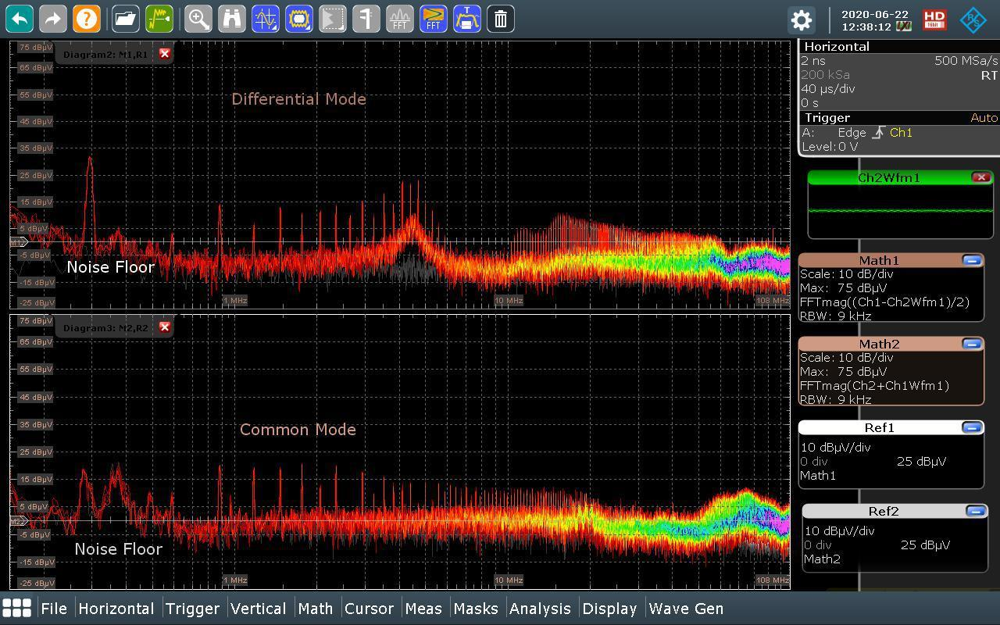 FFT
FFT
T
2020-06-22
12:38:12
HD
16bit
R&S
75 dBµV
Diagram2: M1,R1
65 dBµV
55 dBµV
Differential Mode
45 dBµV
35 dBµV
25 dBµV
15 dBµV
5 dBµV
M1
-5 dBµV
Noise Floor
-15 dBµV
-25 dBµV
1 MHz
10 MHz
108 MHz
75 dBµV
Diagram3: M2,R2
65 dBµV
55 dBµV
45 dBµV
35 dBµV
Common Mode
25 dBµV
15 dBµV
5 dBµV
M2
-5 dBµV
Noise Floor
-15 dBµV
-25 dBµV
1 MHz
10 MHz
108 MHz
Horizontal
2 ns 500 MSa/s
200 kSa RT
40 µs/div
0 s
Trigger Auto
A: Edge Ch1
Level: 0 V
Ch2Wfm1
Math1
Scale: 10 dB/div
Max: 75 dBµV
FFTmag((Ch1-Ch2Wfm1)/2)
RBW: 9 kHz
Math2
Scale: 10 dB/div
Max: 75 dBµV
FFTmag(Ch2+Ch1Wfm1)
RBW: 9 kHz
Ref1
10 dBµV/div
0 div 25 dBµV
Math1
Ref2
10 dBµV/div
0 div 25 dBµV
Math2
File Horizontal Trigger Vertical Math Cursor Meas Masks Analysis Display Wave Gen